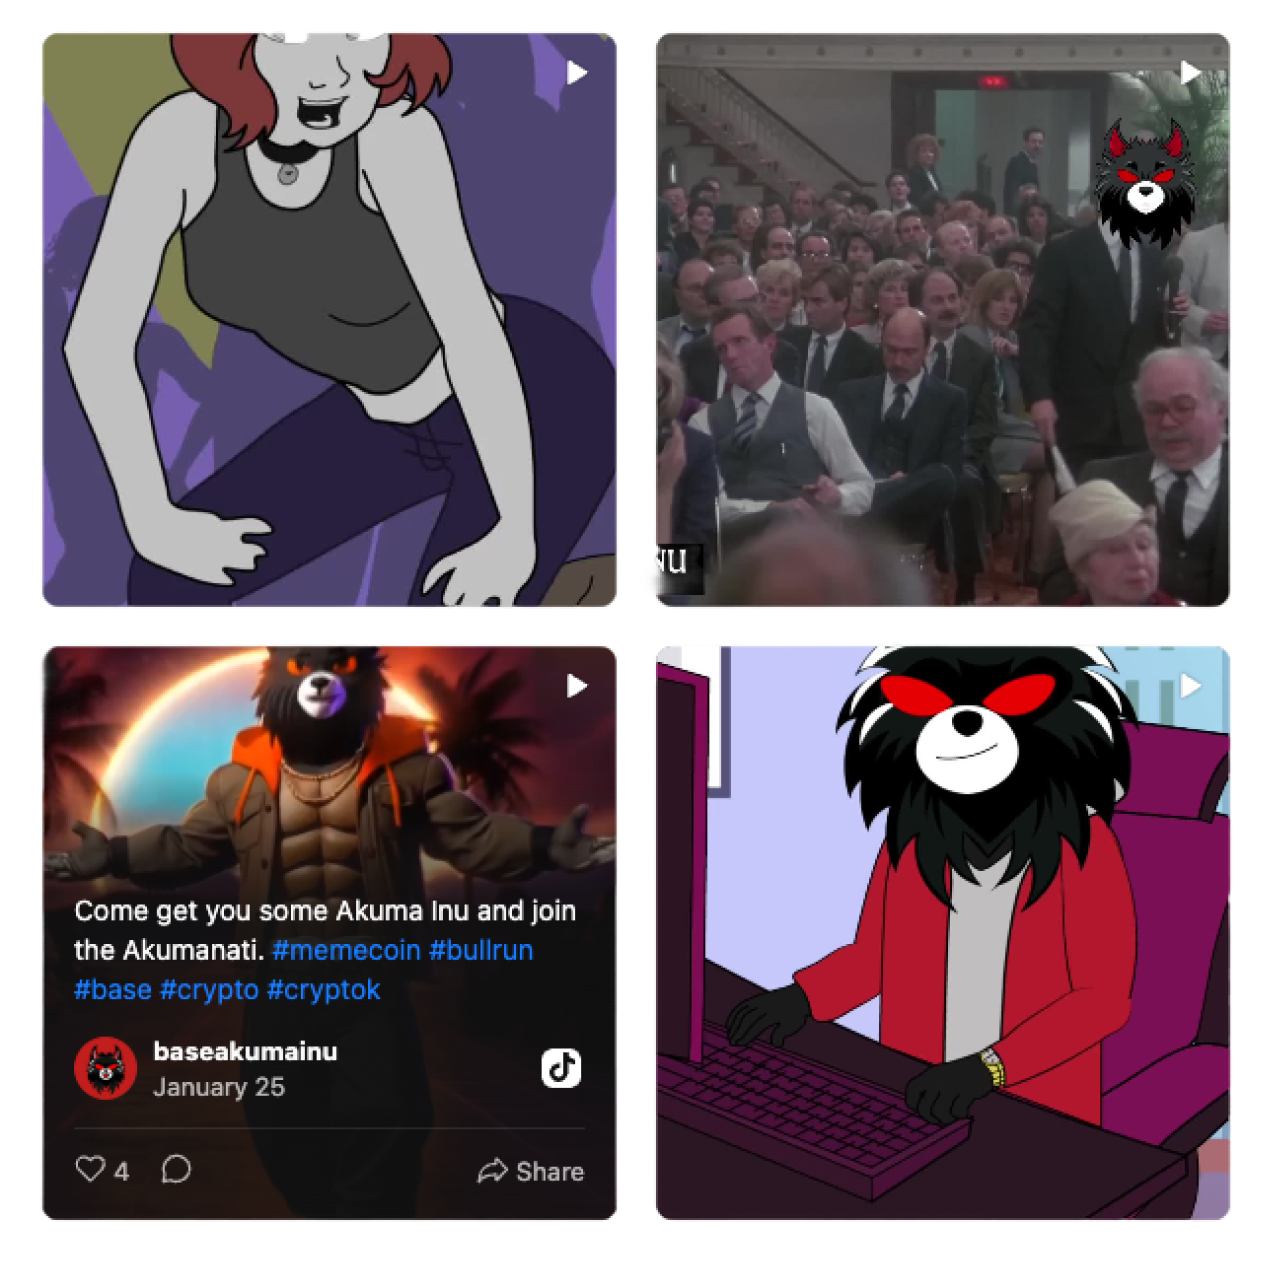 NU
Come get you some Akuma Inu and join
the Akumanati. #memecoin #bullrun
#base #crypto #cryptok
baseakumainu
January 25
4
Share